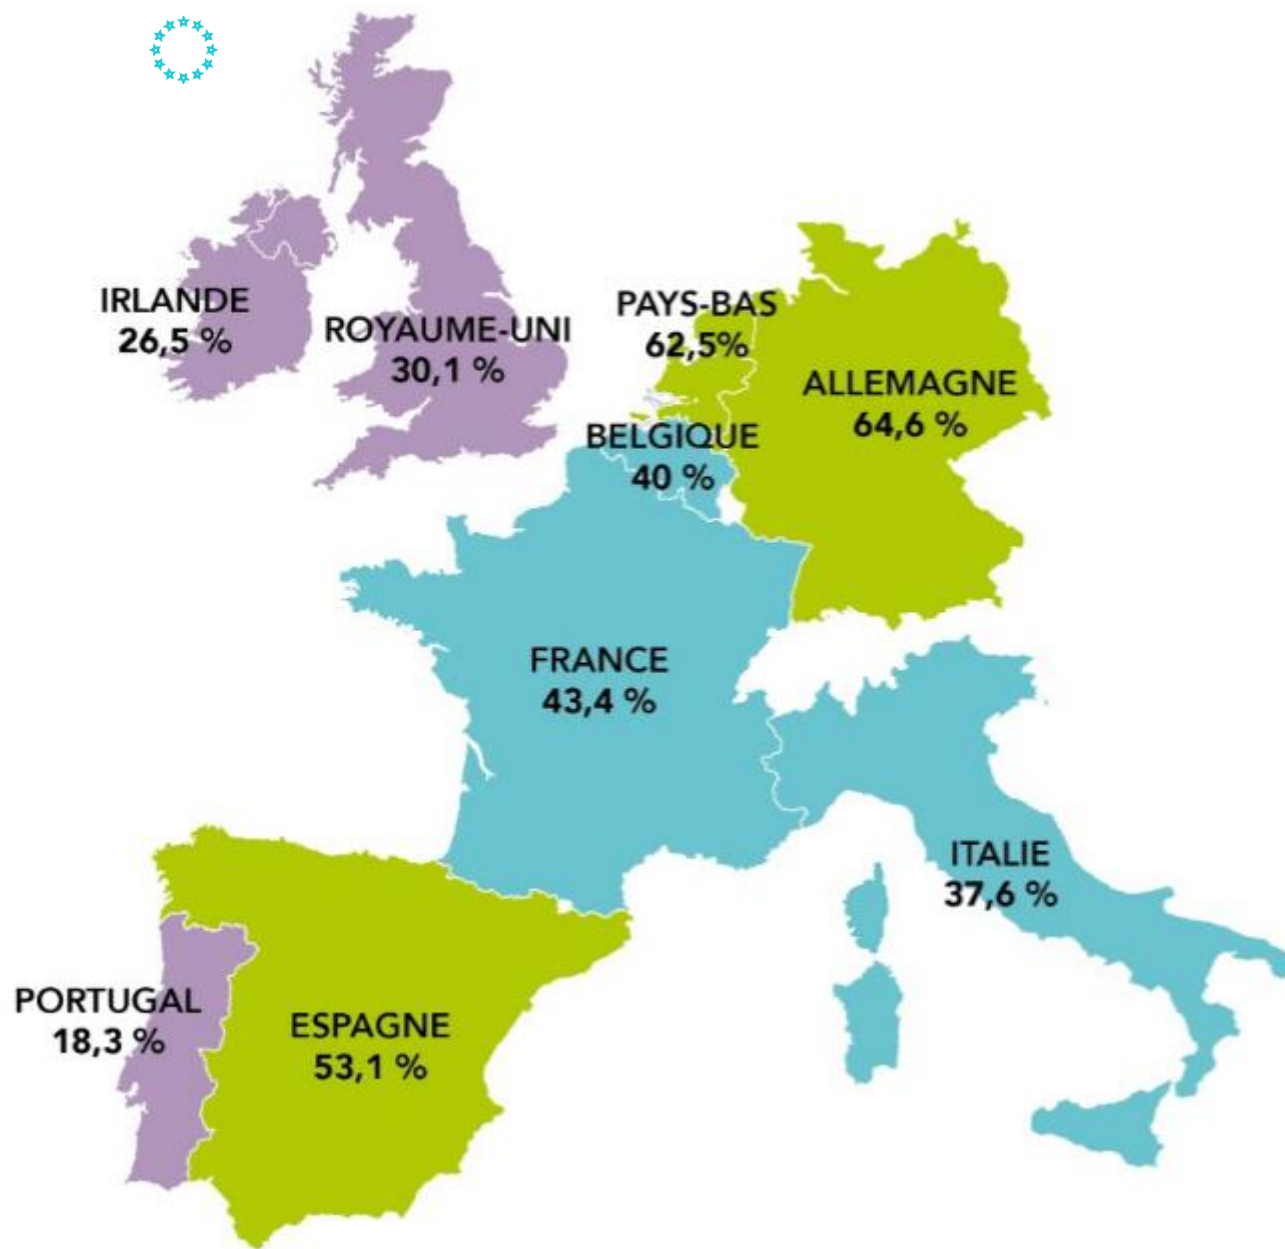 IRLANDE
26,5 %
ROYAUME-UNI
30,1 %
PAYS-BAS
62,5%
ALLEMAGNE
64,6 %
BELGIQUE
40 %
FRANCE
43,4 %
ITALIE
37,6 %
PORTUGAL
18,3 %
ESPAGNE
53,1 %